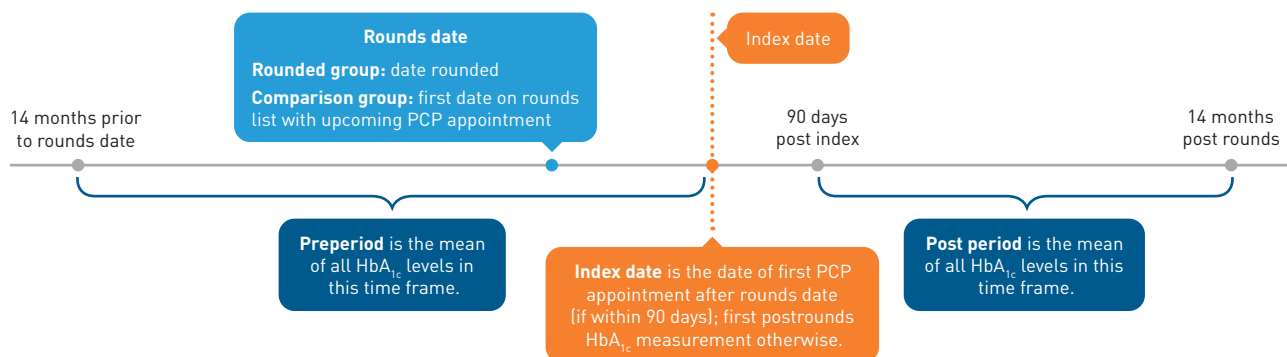 Rounds date
Rounded group: date rounded
Comparison group: first date on rounds
list with upcoming PCP appointment
Index date
14 months prior
to rounds date
90 days
post index
14 months
post rounds
Preperiod is the mean
of all HbA1c levels in
this time frame.
Index date is the date of first PCP
appointment after rounds date
(if within 90 days); first postrounds
HbA1c measurement otherwise.
Post period is the mean
of all HbA1c levels in this
time frame.